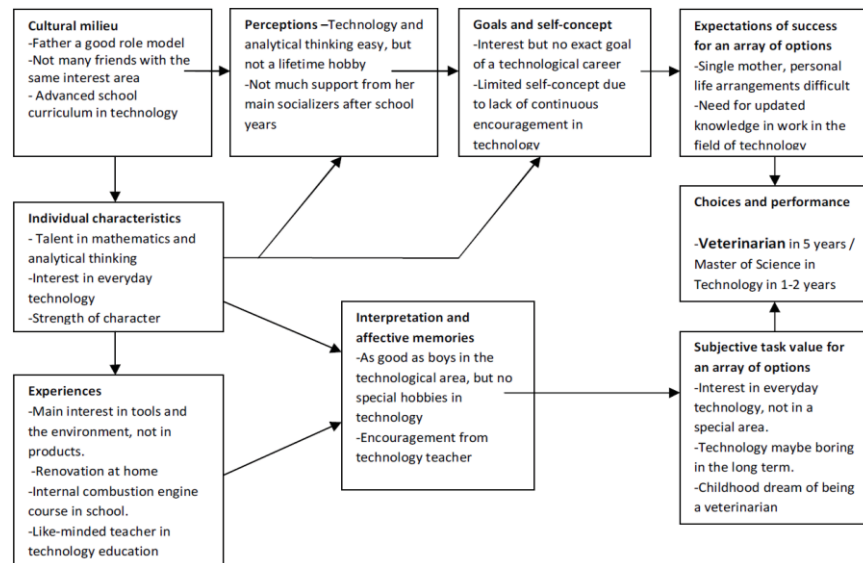 Cultural milieu
-Father a good role model
-Not many friends with the
same interest area
- Advanced school
curriculum in technology
Perceptions –Technology and
analytical thinking easy, but
not a lifetime hobby
-Not much support from her
main socializers after school
years
Goals and self-concept
-Interest but no exact goal
of a technological career
-Limited self-concept due
to lack of continuous
encouragement in
technology
Expectations of success
for an array of options
-Single mother, personal
life arrangements difficult
-Need for updated
knowledge in work in the
field of technology
Individual characteristics
- Talent in mathematics and
analytical thinking
-Interest in everyday
technology
-Strength of character
Choices and performance
-Veterinarian in 5 years /
Master of Science in
Technology in 1-2 years
Interpretation and
affective memories
-As good as boys in the
technological area, but no
special hobbies in
technology
-Encouragement from
technology teacher
Experiences
-Main interest in tools and
the environment, not in
products.
-Renovation at home
-Internal combustion engine
course in school.
-Like-minded teacher in
technology education
Subjective task value for
an array of options
-Interest in everyday
technology, not in a
special area.
-Technology maybe boring
in the long term.
-Childhood dream of being
a veterinarian